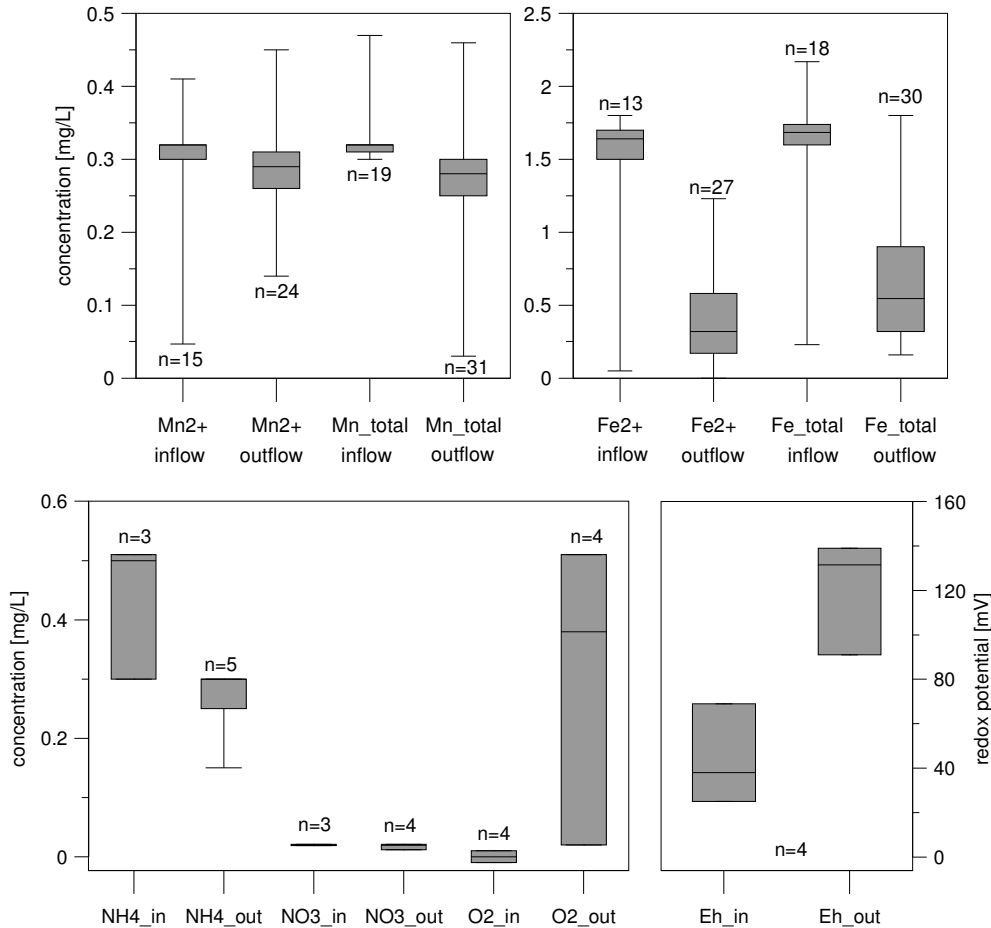 concentration [mg/L]
0.5
0.4
0.3
0.2
0.1
0
n=15
n=24
n=19
n=31
Mn2+ Mn2+ Mn_total Mn_total
inflow outflow inflow outflow
2.5
2
1.5
1
0.5
0
n=13
n=27
n=18
n=30
Fe2+ Fe2+ Fe_total Fe_total
inflow outflow inflow outflow
concentration [mg/L]
0.6
0.4
0.2
0
n=3
n=5
n=3
n=4
n=4
n=4
NH4_in NH4_out NO3_in NO3_out O2_in O2_out
n=4
Eh_in Eh_out
160
120
80
40
0
redox potential [mV]